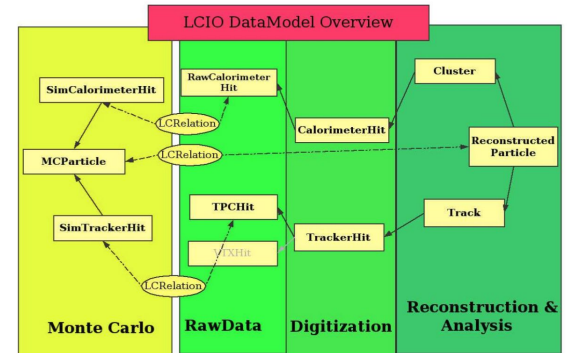 LCIO DataModel Overview
SimCalorimeterHit
RawCalorimeter
Hit
Cluster
LCRelation
CalorimeterHit
MCParticle
LCRelation
Reconstructed
Particle
TPCHit
Track
SimTrackerHit
VTXHit
TrackerHit
LCRelation
Monte Carlo
RawData
Digitization
Reconstruction &
Analysis